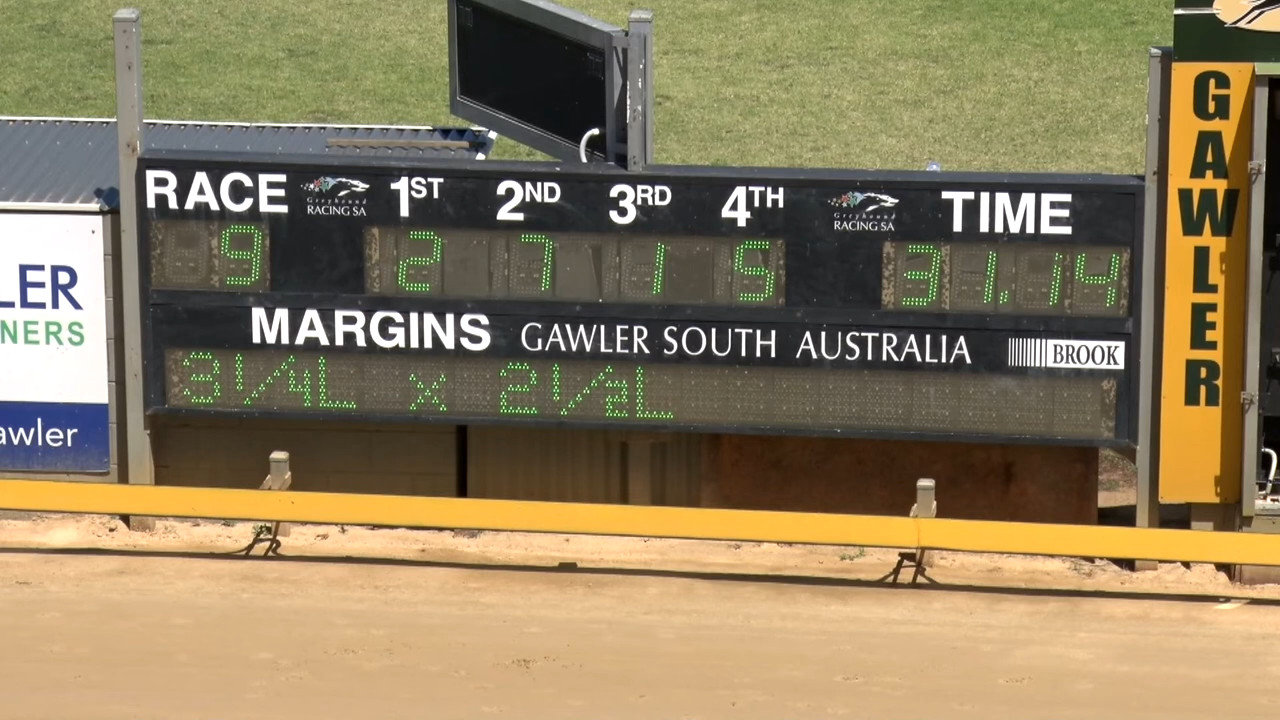 RACE
Greyhound
RACING SA
1ST 2ND 3RD 4TH
Greyhound
RACING SA
TIME
9 2 7 1 5 31.14
MARGINS GAWLER SOUTH AUSTRALIA BROOK
3 1/4L x 2 1/2L
LER
NERS
awler
GAWLER